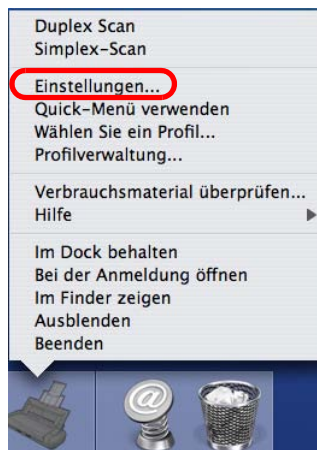 Duplex Scan
Simplex-Scan
Einstellungen...
Quick-Menü verwenden
Wählen Sie ein Profil...
Profilverwaltung...
Verbrauchsmaterial überprüfen...
Hilfe
Im Dock behalten
Bei der Anmeldung öffnen
Im Finder zeigen
Ausblenden
Beenden
@